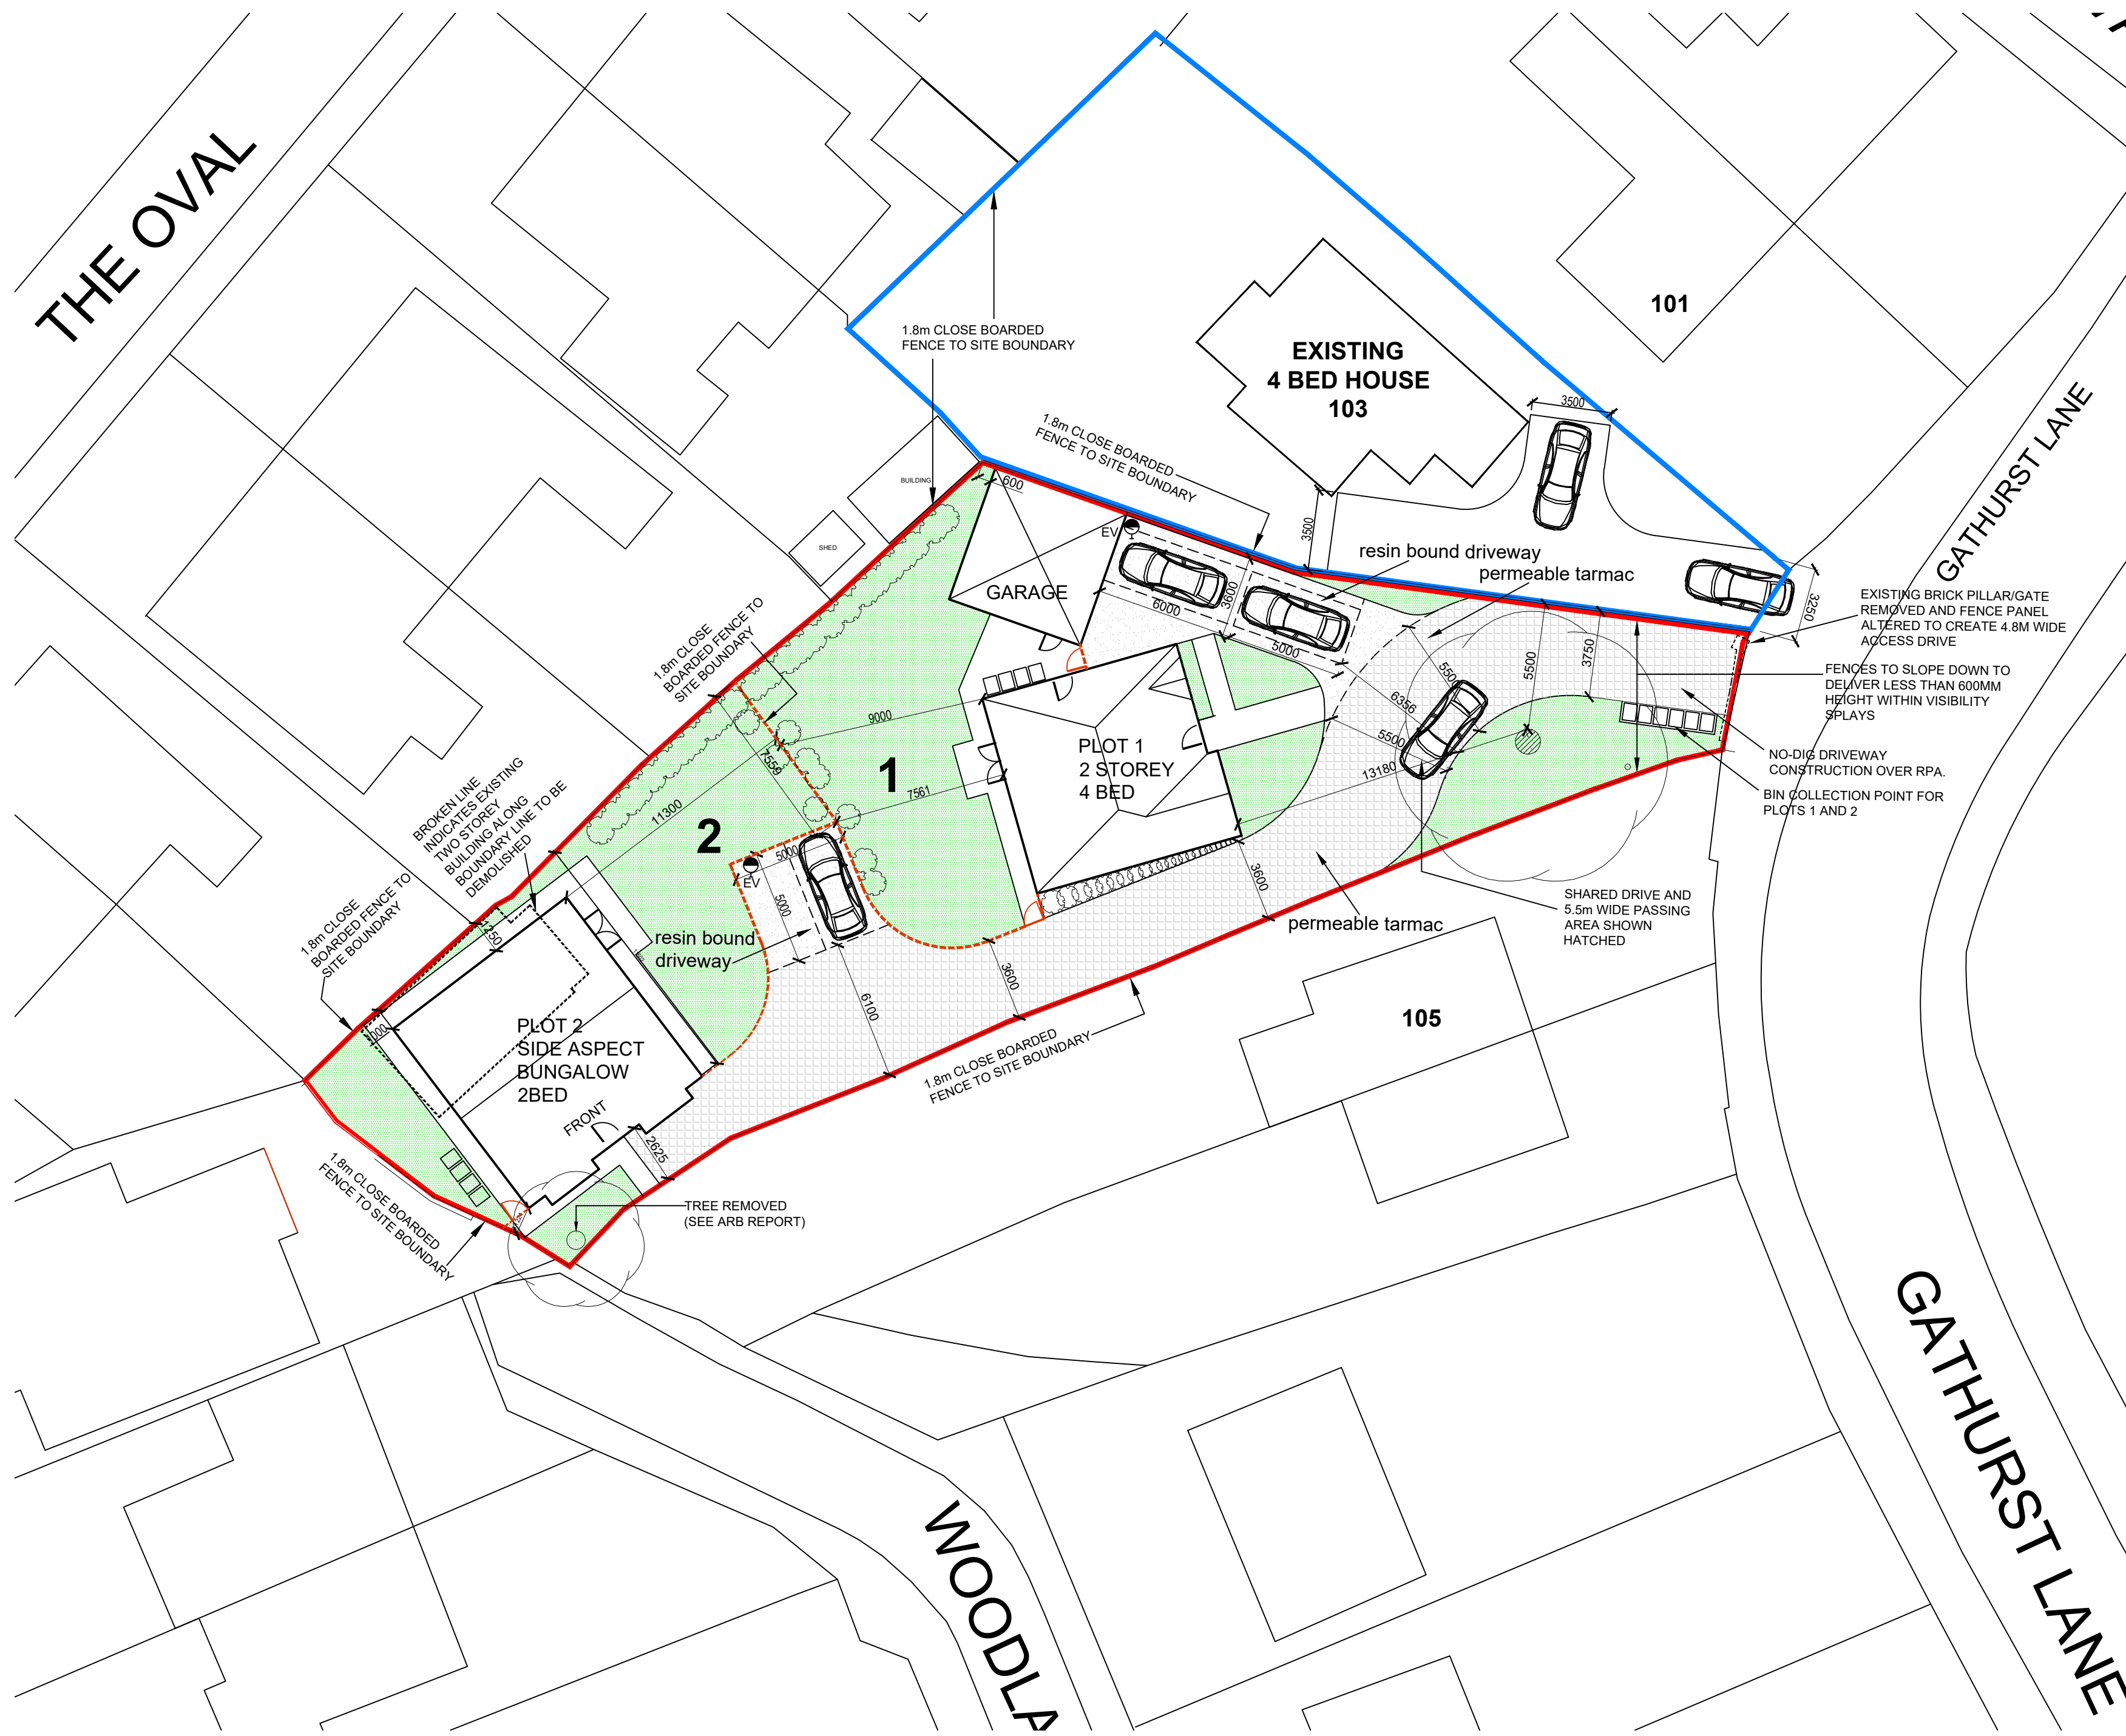 THE OVAL
1.8m CLOSE BOARDED
FENCE TO SITE BOUNDARY
EXISTING
4 BED HOUSE
103
101
3500
GATHURST LANE
1.8m CLOSE BOARDED
FENCE TO SITE BOUNDARY
BUILDING
SHED
600
EV
GARAGE
3500
resin bound driveway
permeable tarmac
6000
3600
5000
3250
EXISTING BRICK PILLAR/GATE
REMOVED AND FENCE PANEL
ALTERED TO CREATE 4.8M WIDE
ACCESS DRIVE
FENCES TO SLOPE DOWN TO
DELIVER LESS THAN 600MM
HEIGHT WITHIN VISIBILITY
SPLAYS
NO-DIG DRIVEWAY
CONSTRUCTION OVER RPA.
BIN COLLECTION POINT FOR
PLOTS 1 AND 2
5500
5500
3750
6356
5500
13180
1.8m CLOSE
BOARDED FENCE TO
SITE BOUNDARY
9000
7559
7561
11300
1
2
PLOT 1
2 STOREY
4 BED
BROKEN LINE
INDICATES EXISTING
TWO STOREY
BUILDING ALONG
BOUNDARY LINE TO BE
DEMOLISHED
5000
EV
5000
resin bound
driveway
3600
permeable tarmac
SHARED DRIVE AND
5.5m WIDE PASSING
AREA SHOWN
HATCHED
1.8m CLOSE
BOARDED FENCE TO
SITE BOUNDARY
6100
3600
105
1.8m CLOSE BOARDED
FENCE TO SITE BOUNDARY
PLOT 2
SIDE ASPECT
BUNGALOW
2BED
FRONT
2625
TREE REMOVED
(SEE ARB REPORT)
1.8m CLOSE BOARDED
FENCE TO SITE BOUNDARY
GATHURST LANE
WOODLA